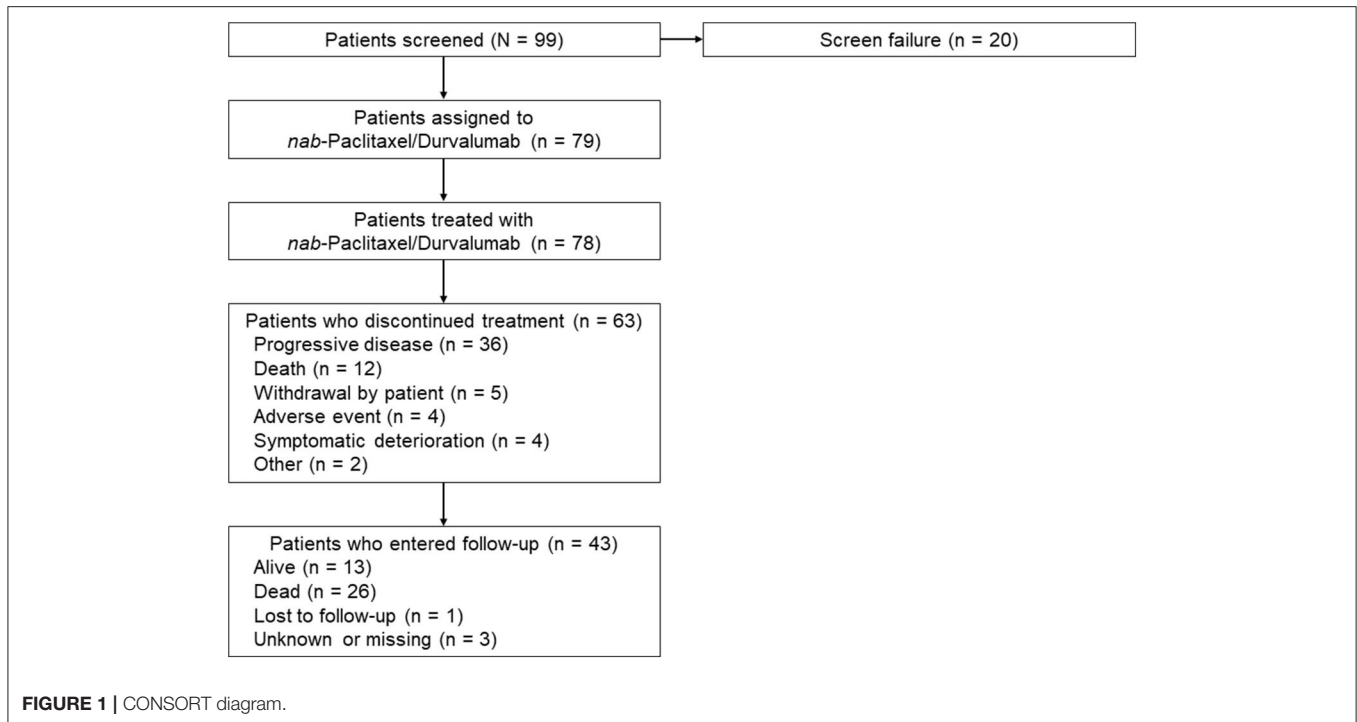 Patients screened (N = 99)
Screen failure (n = 20)
Patients assigned to
nab-Paclitaxel/Durvalumab (n = 79)
Patients treated with
nab-Paclitaxel/Durvalumab (n = 78)
Patients who discontinued treatment (n = 63)
Progressive disease (n = 36)
Death (n = 12)
Withdrawal by patient (n = 5)
Adverse event (n = 4)
Symptomatic deterioration (n = 4)
Other (n = 2)
Patients who entered follow-up (n = 43)
Alive (n = 13)
Dead (n = 26)
Lost to follow-up (n = 1)
Unknown or missing (n = 3)
FIGURE 1 | CONSORT diagram.